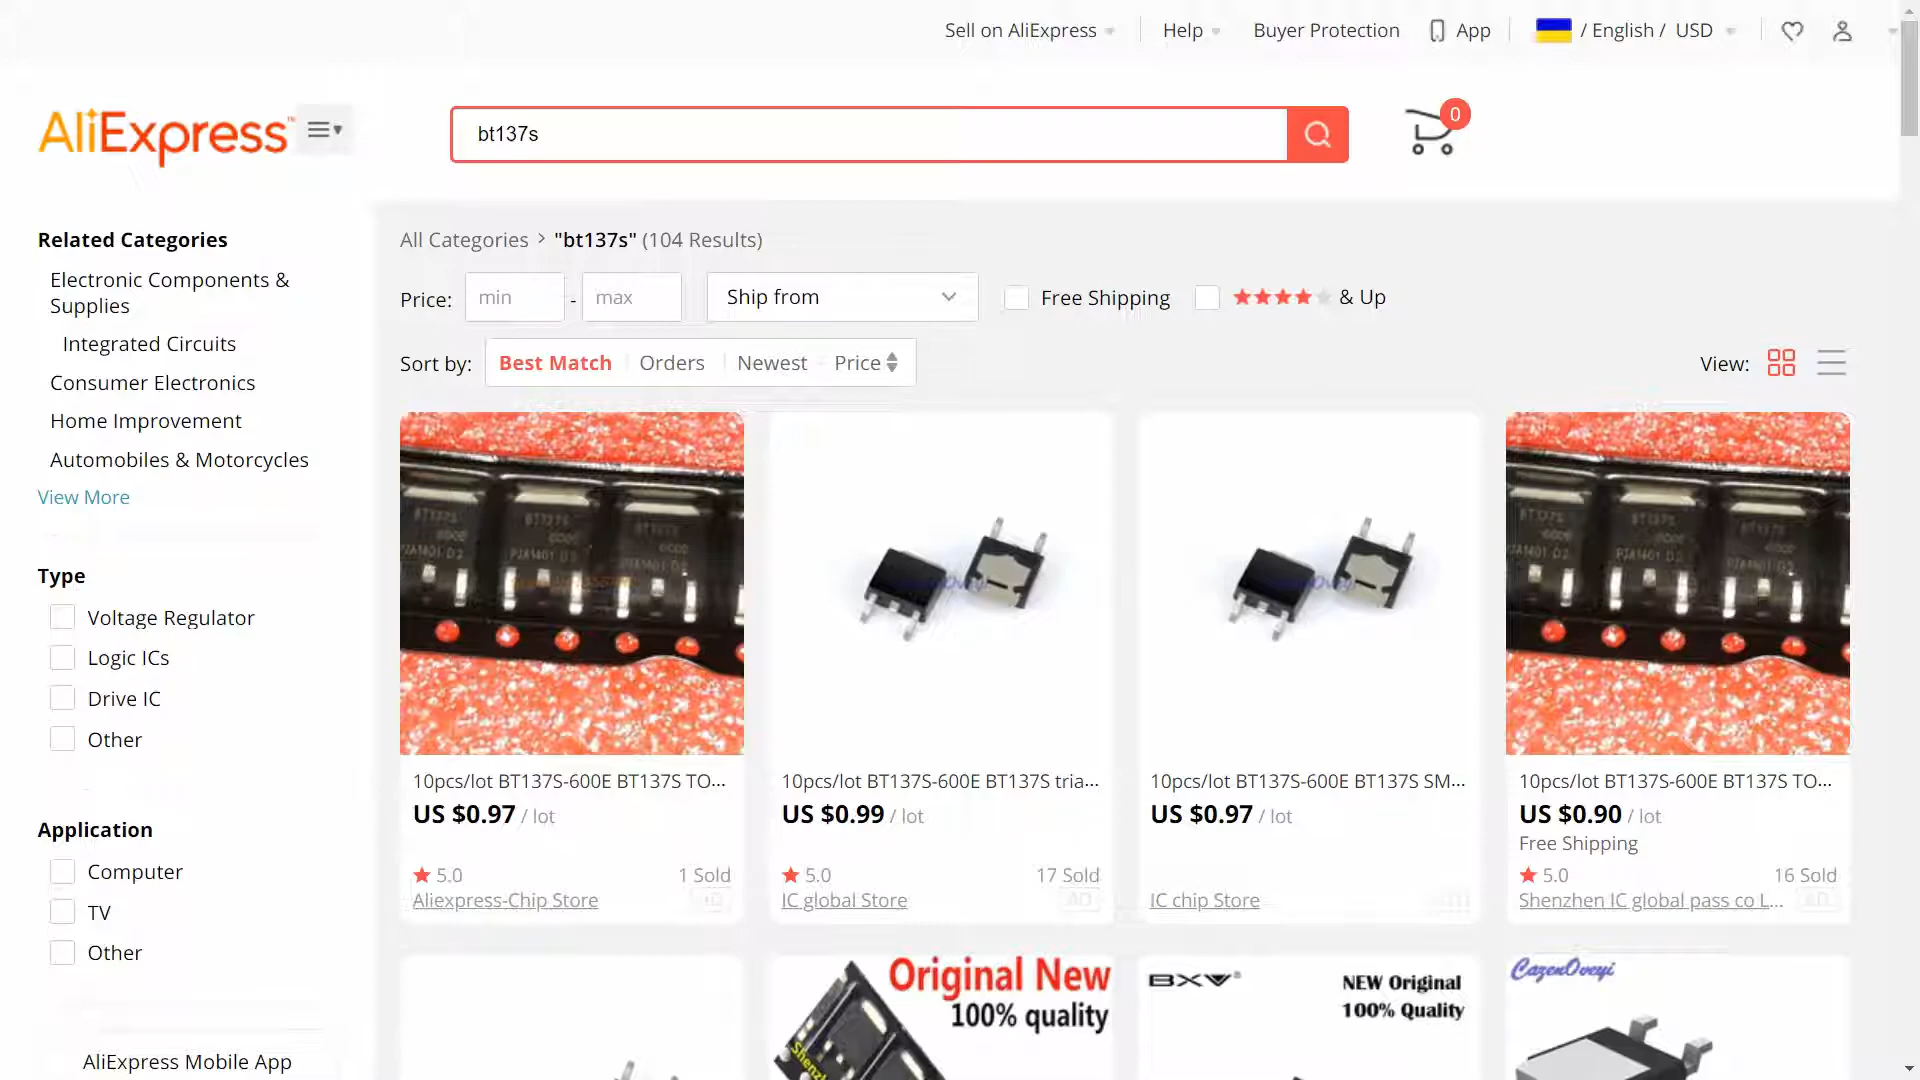 Sell on AliExpress
Help
Buyer Protection
App
/ English / USD
AliExpress
bt137s
0
Related Categories
Electronic Components &
Supplies
Integrated Circuits
Consumer Electronics
Home Improvement
Automobiles & Motorcycles
View More
Type
Voltage Regulator
Logic ICs
Drive IC
Other
Application
Computer
TV
Other
AliExpress Mobile App
All Categories > "bt137s" (104 Results)
Price: min - max
Ship from
Free Shipping
& Up
Sort by: Best Match Orders Newest Price
View:
10pcs/lot BT137S-600E BT137S TO...
US $0.97 / lot
5.0
1 Sold
Aliexpress-Chip Store
10pcs/lot BT137S-600E BT137S tria...
US $0.99 / lot
5.0
17 Sold
IC global Store
AD
10pcs/lot BT137S-600E BT137S SM...
US $0.97 / lot
IC chip Store
10pcs/lot BT137S-600E BT137S TO...
US $0.90 / lot
Free Shipping
5.0
16 Sold
Shenzhen IC global pass co L...
AD
Original New
100% quality
BXV
NEW Original
100% Quality
CazenOveyi